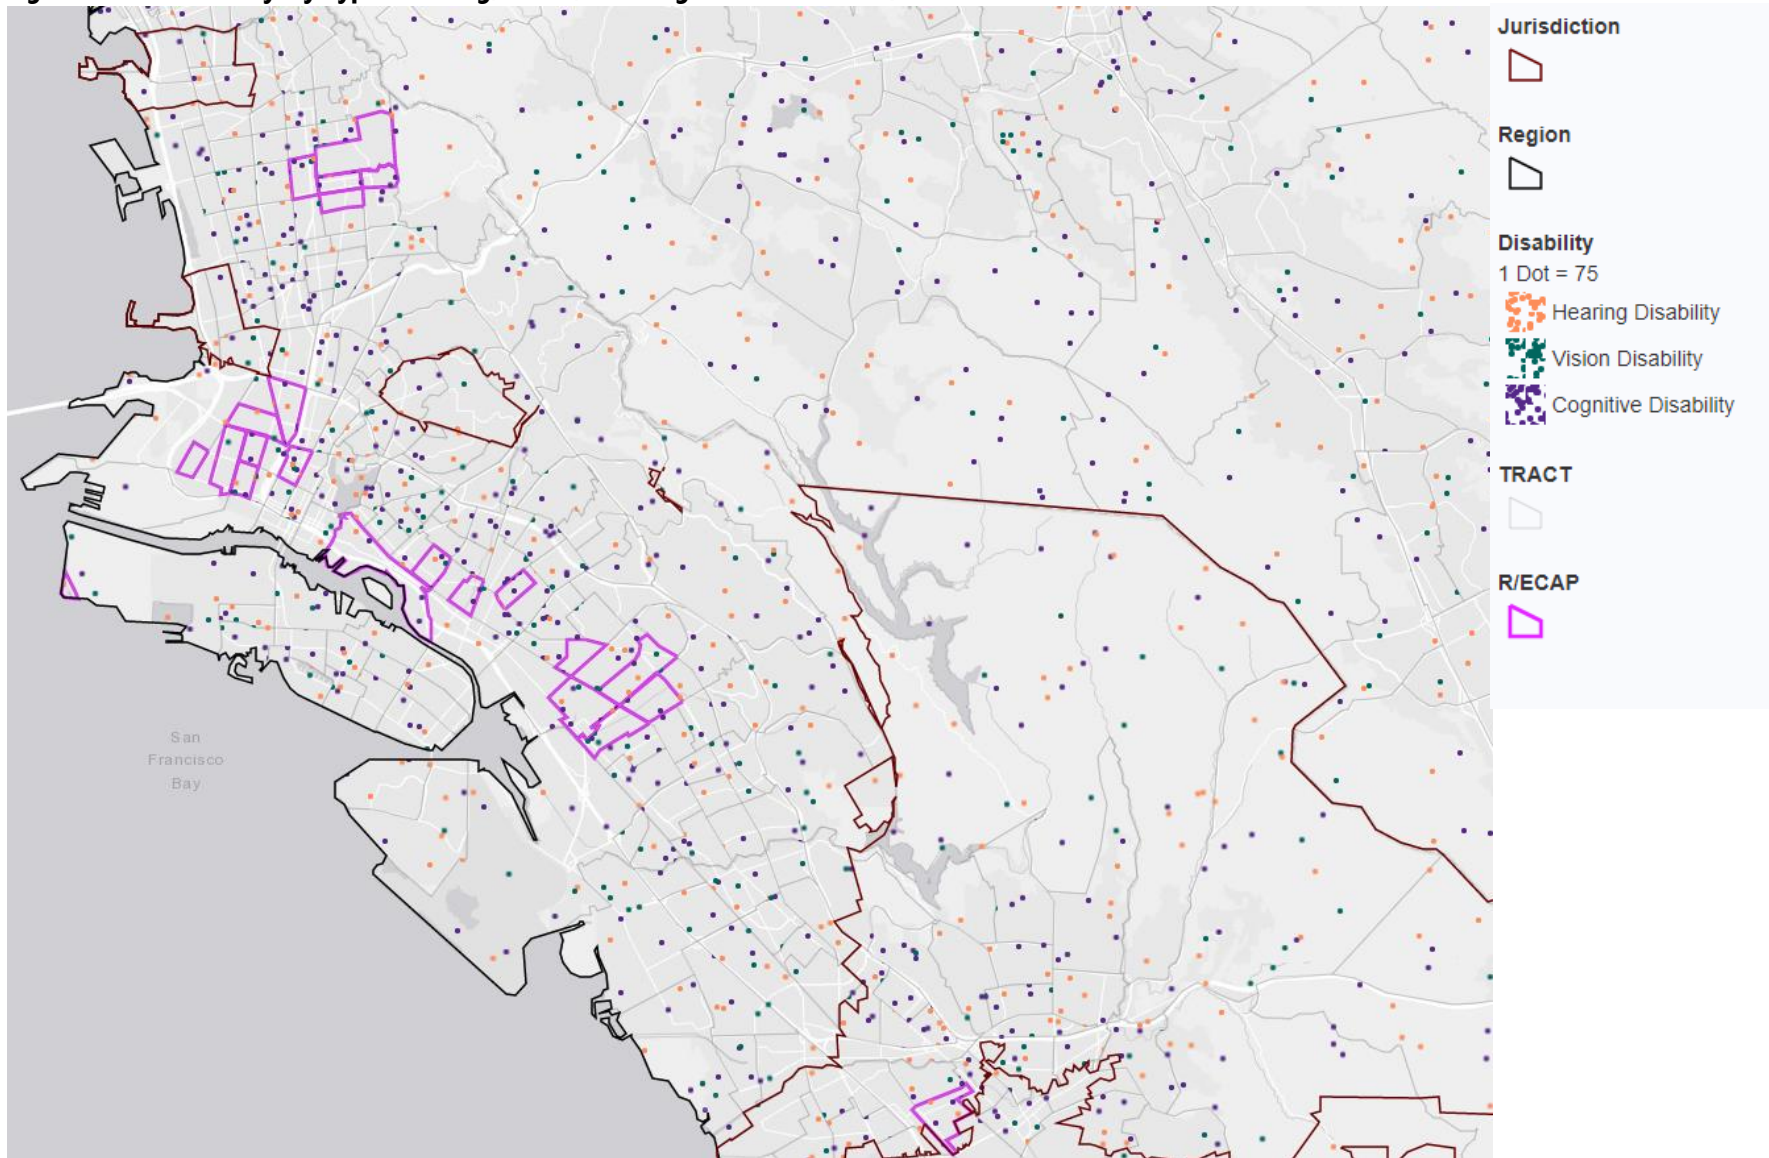 Jurisdiction
Region
Disability
1 Dot = 75
Hearing Disability
Vision Disability
Cognitive Disability
TRACT
R/ECAP
San
Francisco
Bay